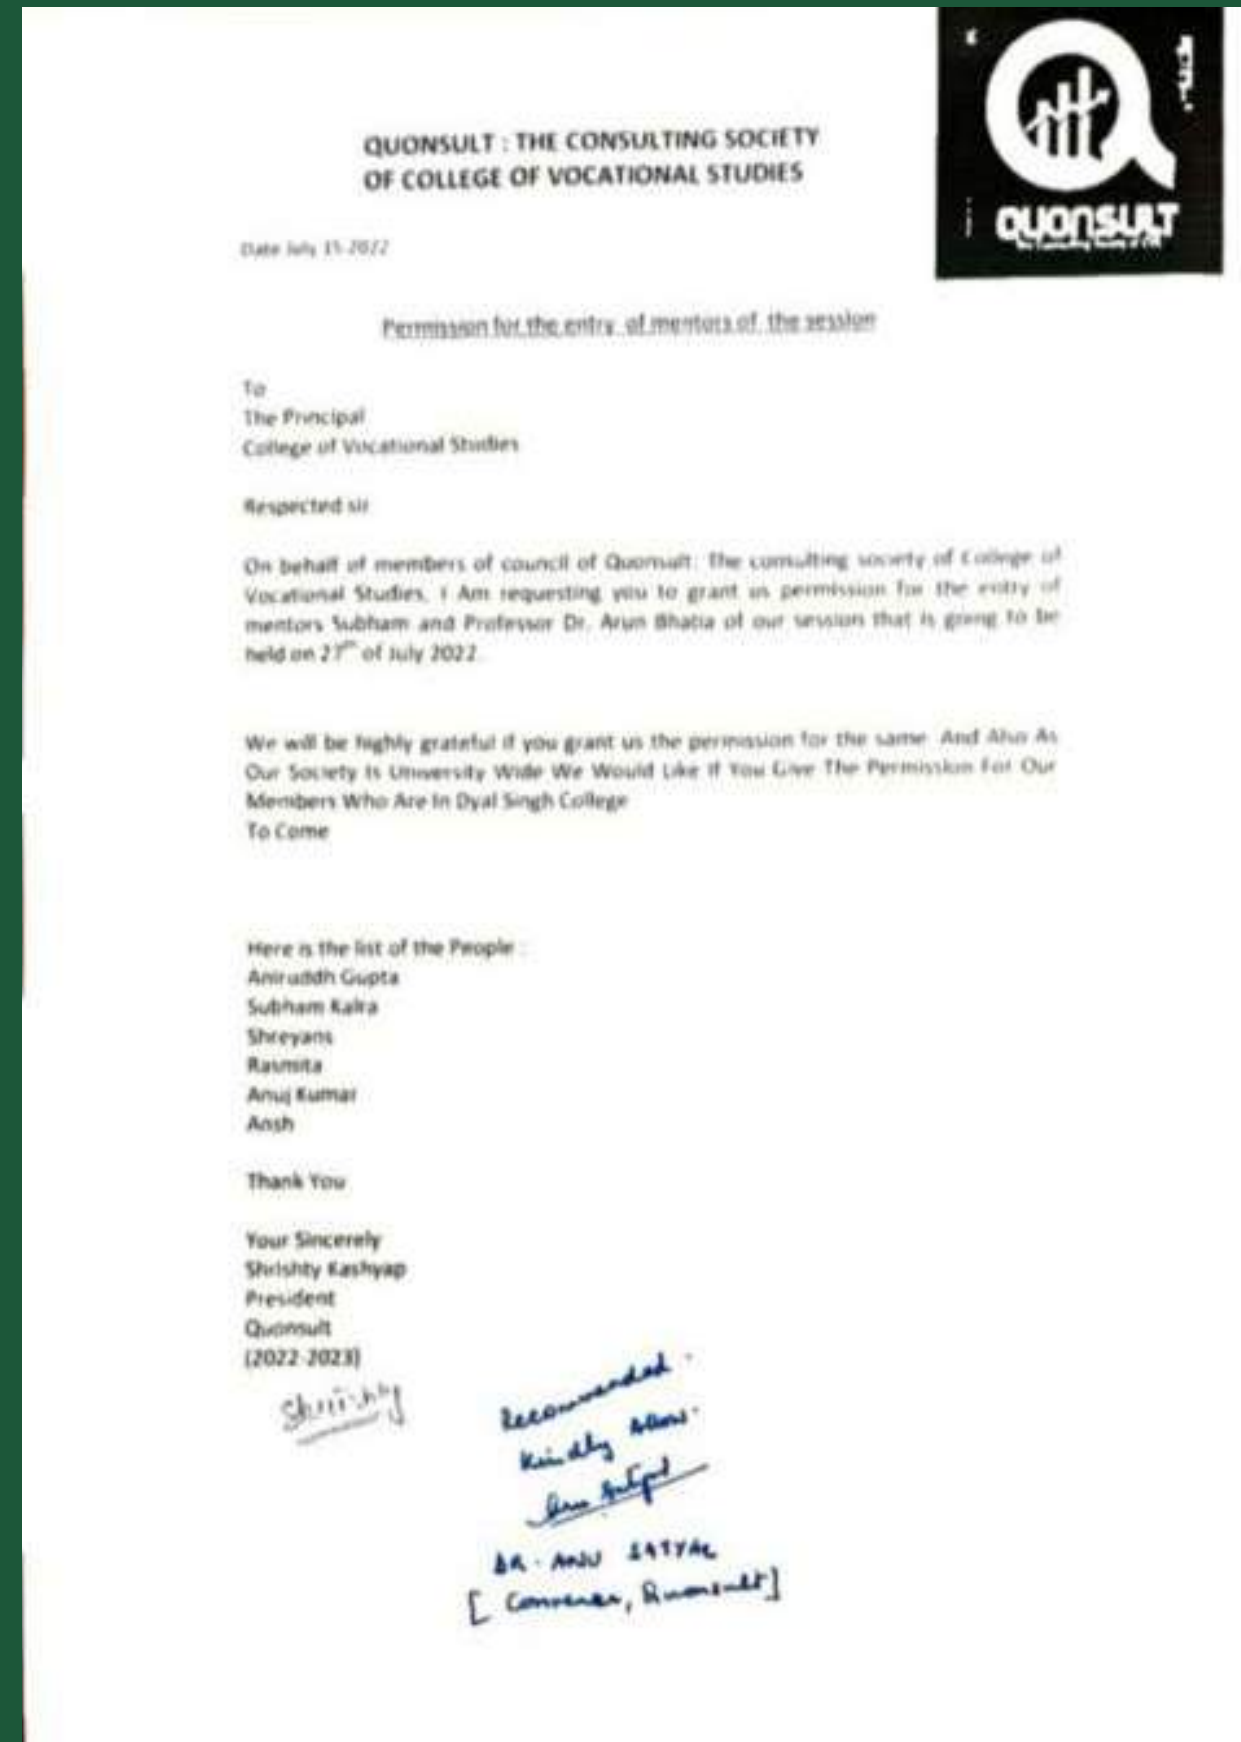 QUONSULT
QUONSULT : THE CONSULTING SOCIETY
OF COLLEGE OF VOCATIONAL STUDIES
Date July 15 2022
Permission for the entry of mentors of the session
To
The Principal
College of Vocational Studies
Respected sir
On behalf of members of council of Quonsult: The consulting society of College of
Vocational Studies, I Am requesting you to grant us permission for the entry of
mentors Subham and Professor Dr. Arun Bhatia of our session that is going to be
held on 27th of July 2022.
We will be highly grateful if you grant us the permission for the same. And Also As
Our Society Is University Wide We Would Like If You Give The Permission For Our
Members Who Are In Dyal Singh College
To Come
Here is the list of the People :
Aniruddh Gupta
Subham Kalra
Shreyans
Rasmita
Anuj Kumar
Ansh
Thank You
Your Sincerely
Shrishty Kashyap
President
Quonsult
(2022-2023)
Shrishty
Recommended.
Kindly Allow.
DR. ANU SATYAL
[ Convener, Quonsult]